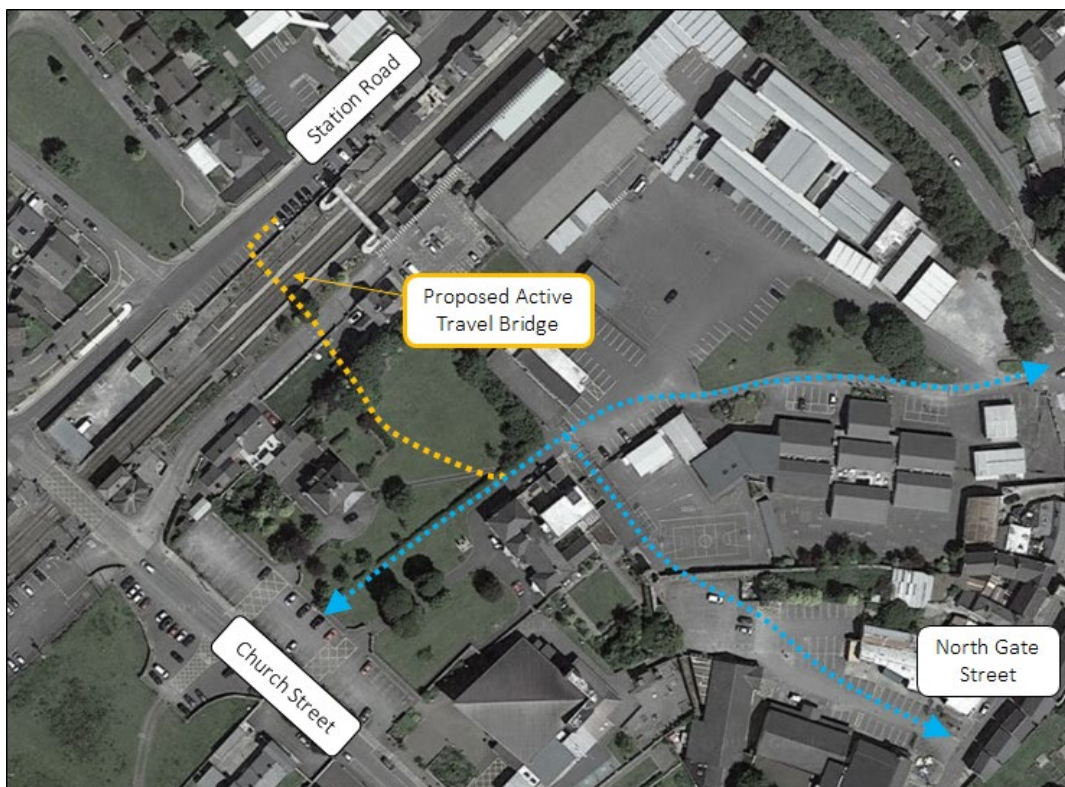 Station Road
Proposed Active
Travel Bridge
North Gate
Street
Church Street